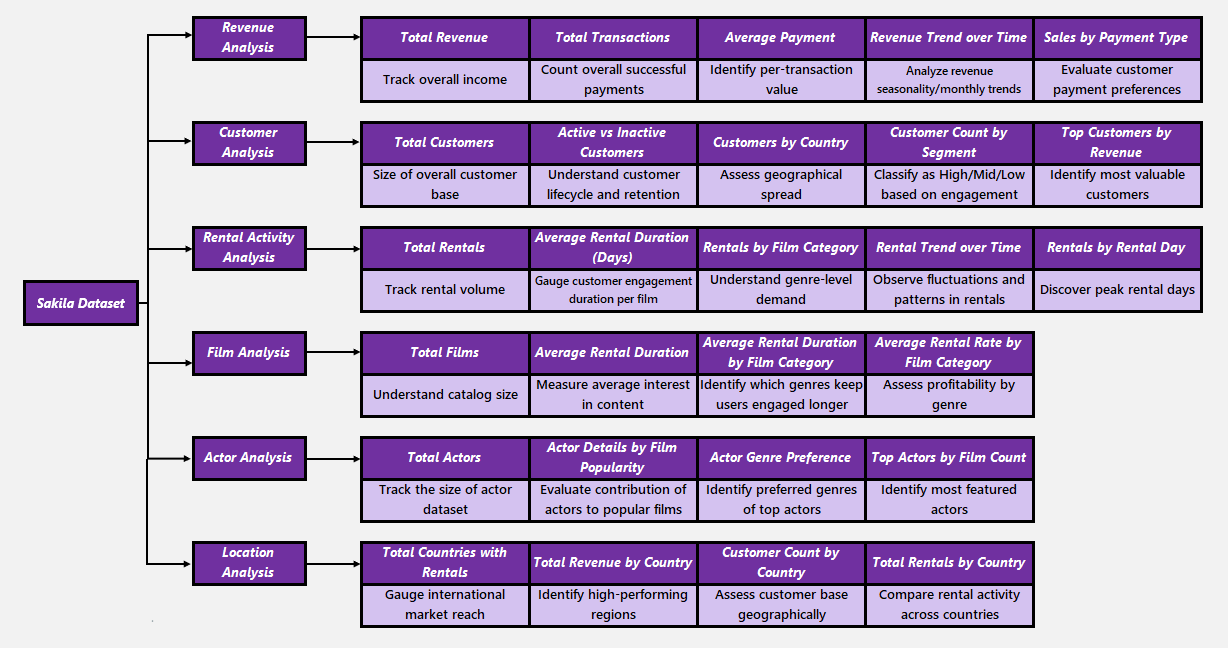 Revenue
Analysis
Total Revenue
Total Transactions
Average Payment
Revenue Trend over Time
Sales by Payment Type
Track overall income
Count overall successful
payments
Identify per-transaction
value
Analyze revenue
seasonality/monthly trends
Evaluate customer
payment preferences
Customer
Analysis
Total Customers
Active vs Inactive
Customers
Customers by Country
Customer Count by
Segment
Top Customers by
Revenue
Size of overall customer
base
Understand customer
lifecycle and retention
Assess geographical
spread
Classify as High/Mid/Low
based on engagement
Identify most valuable
customers
Rental Activity
Analysis
Total Rentals
Average Rental Duration
(Days)
Rentals by Film Category
Rental Trend over Time
Rentals by Rental Day
Track rental volume
Gauge customer engagement
duration per film
Understand genre-level
demand
Observe fluctuations and
patterns in rentals
Discover peak rental days
Sakila Dataset
Film Analysis
Total Films
Average Rental Duration
Average Rental Duration
by Film Category
Average Rental Rate by
Film Category
Understand catalog size
Measure average interest
in content
Identify which genres keep
users engaged longer
Assess profitability by
genre
Actor Analysis
Total Actors
Actor Details by Film
Popularity
Actor Genre Preference
Top Actors by Film Count
Track the size of actor
dataset
Evaluate contribution of
actors to popular films
Identify preferred genres
of top actors
Identify most featured
actors
Location
Analysis
Total Countries with
Rentals
Total Revenue by Country
Customer Count by
Country
Total Rentals by Country
Gauge international
market reach
Identify high-performing
regions
Assess customer base
geographically
Compare rental activity
across countries